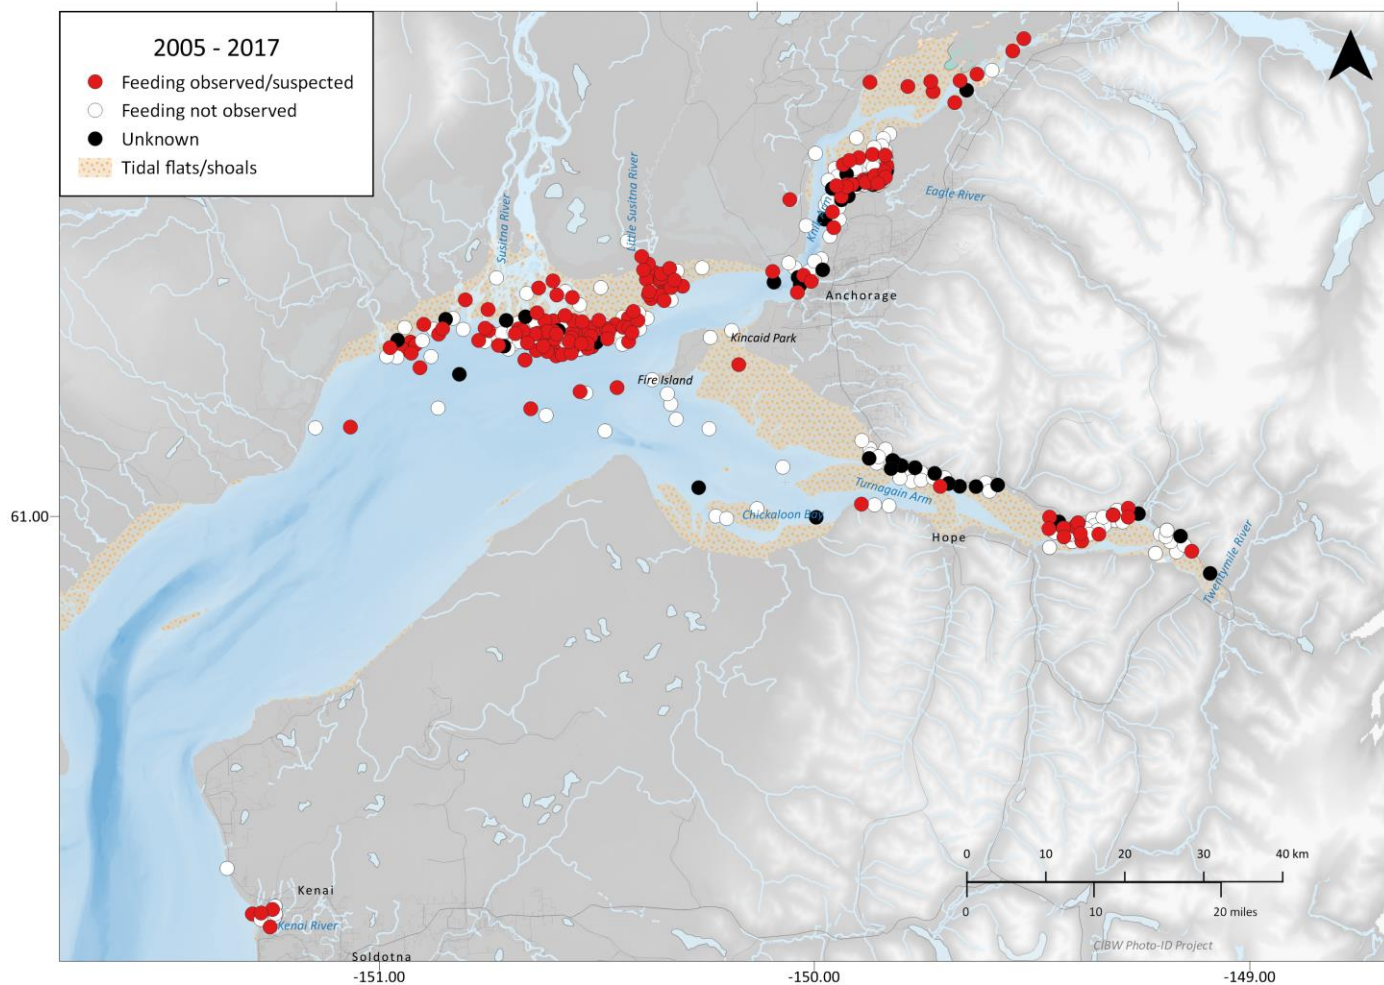 2005 - 2017
Feeding observed/suspected
Feeding not observed
Unknown
Tidal flats/shoals
Susitna River
Little Susitna River
Eagle River
Anchorage
Kincaid Park
Fire Island
Turnagain Arm
Chickaloon Bay
61.00
Hope
Twentymile River
0 10 20 30 40 km
0 10 20 miles
Kenai
Kenai River
CIBW Photo-ID Project
Soldotna
-151.00 -150.00 -149.00